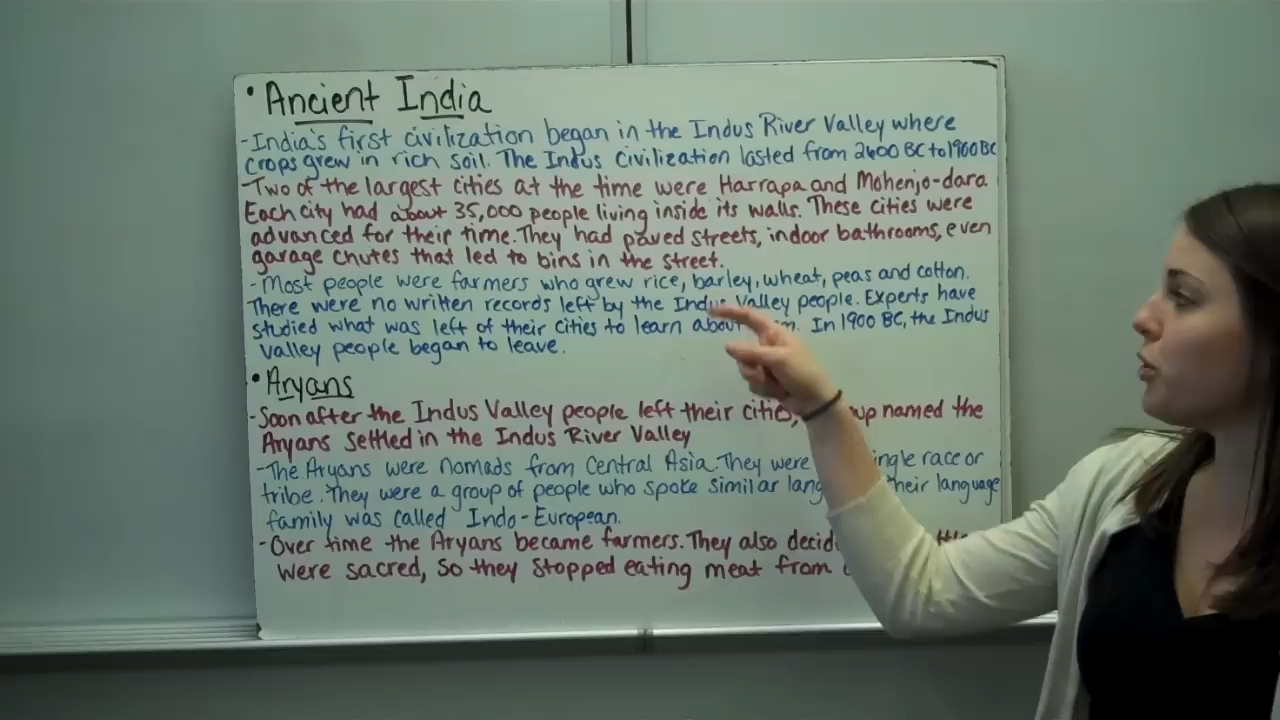 • Ancient India
- India's first civilization began in the Indus River Valley where
crops grew in rich soil. The Indus Civilization lasted from 2600 BC to 1900 BC
Two of the largest cities at the time were Harrapa and Mohenjo-dara.
Each city had about 35,000 people living inside its walls. These cities were
advanced for their time. They had paved streets, indoor bathrooms, even
garage chutes that led to bins in the street.
- Most people were farmers who grew rice, barley, wheat, peas and cotton.
There were no written records left by the Indus Valley people. Experts have
studied what was left of their cities to learn about In 1900 BC, the Indus
Valley people began to leave.
• Aryans
- Soon after the Indus Valley people left their cities, named the
Aryans settled in the Indus River Valley
- The Aryans were nomads from Central Asia. They were race or
tribe. They were a group of people who spoke similar language
family was called Indo-European.
- Over time the Aryans became farmers. They also
were sacred, so they stopped eating meat from